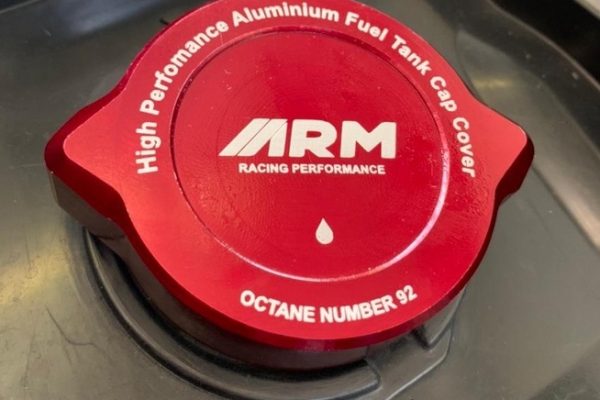 High Perfomance Aluminium Fuel Tank Cap Cover
ARM
RACING PERFORMANCE
OCTANE NUMBER 92